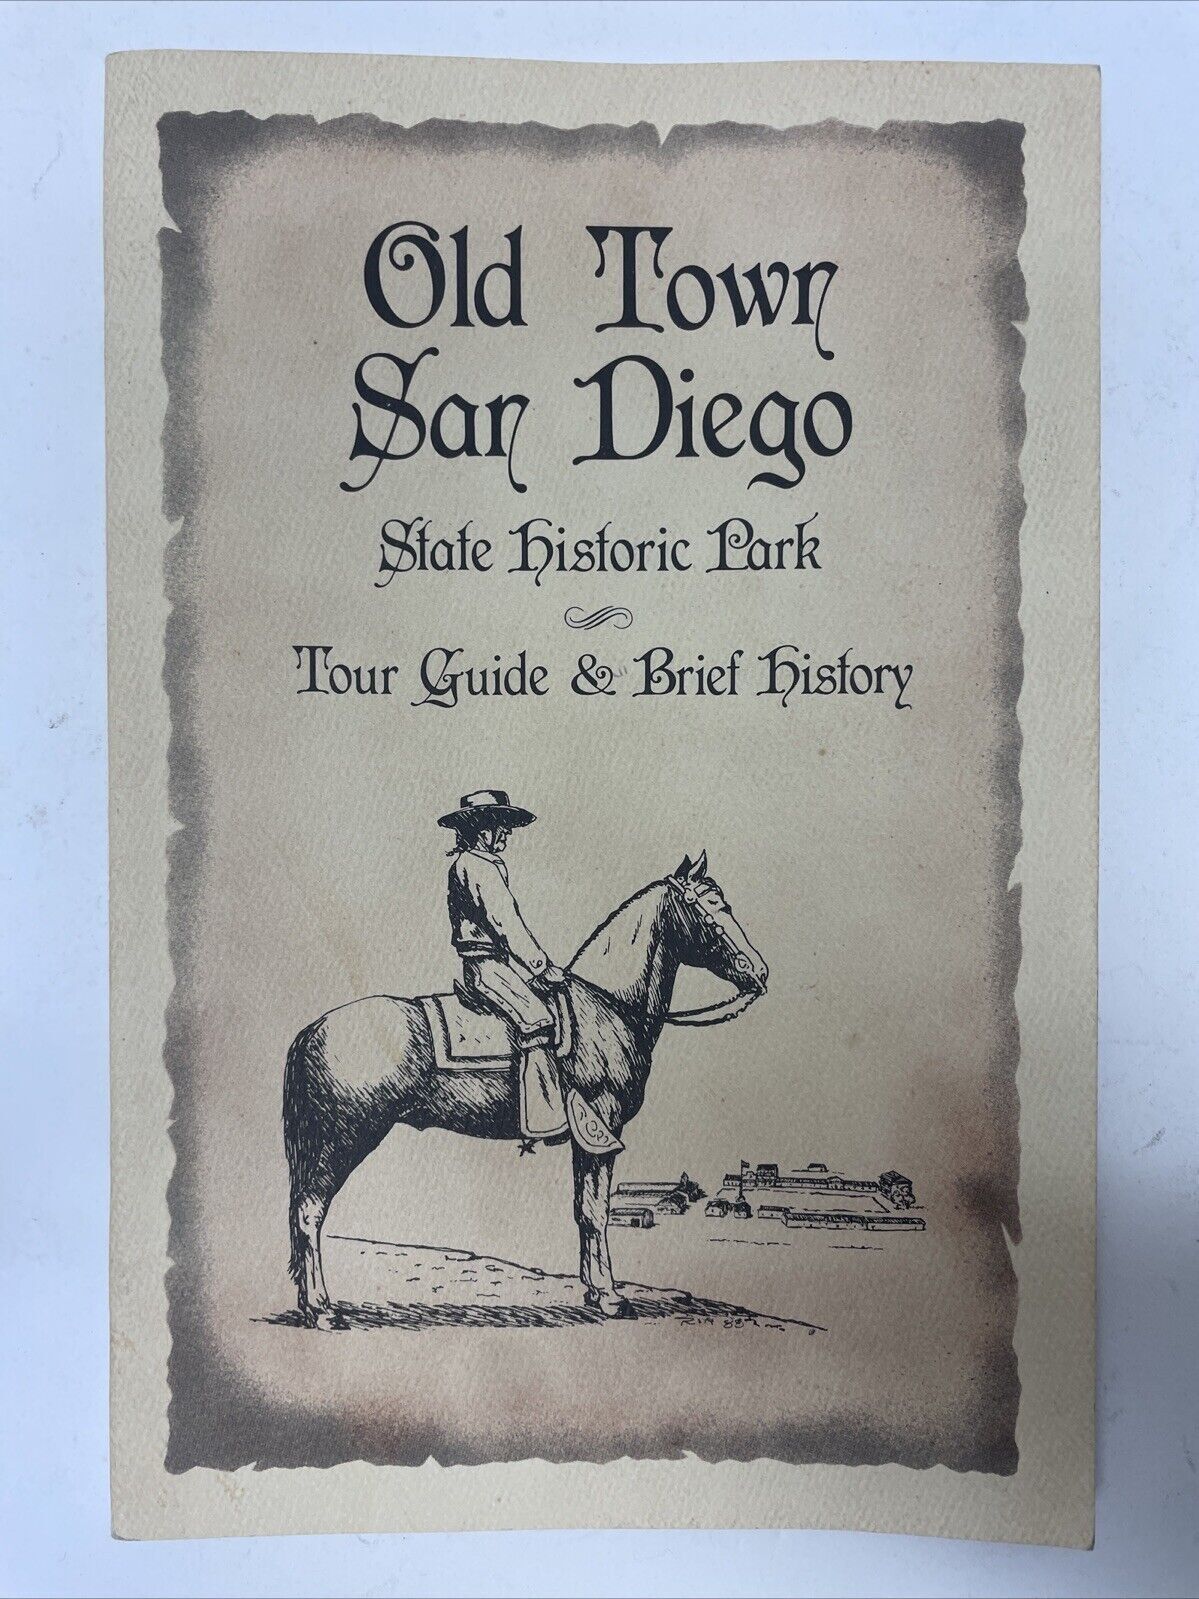 Old Town
San Diego
State Historic Park
Tour Guide & Brief History